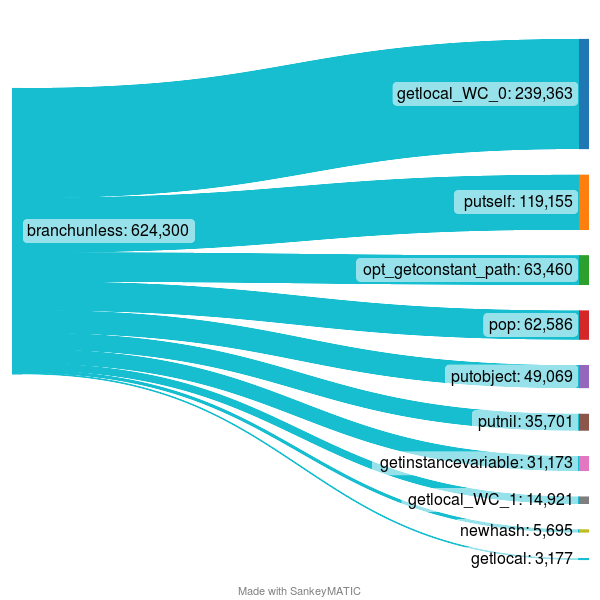 getlocal_WC_0: 239,363
putself: 119,155
branchunless: 624,300
opt_getconstant_path: 63,460
pop: 62,586
putobject: 49,069
putnil: 35,701
getinstancevariable: 31,173
getlocal_WC_1: 14,921
newhash: 5,695
getlocal: 3,177
Made with SankeyMATIC